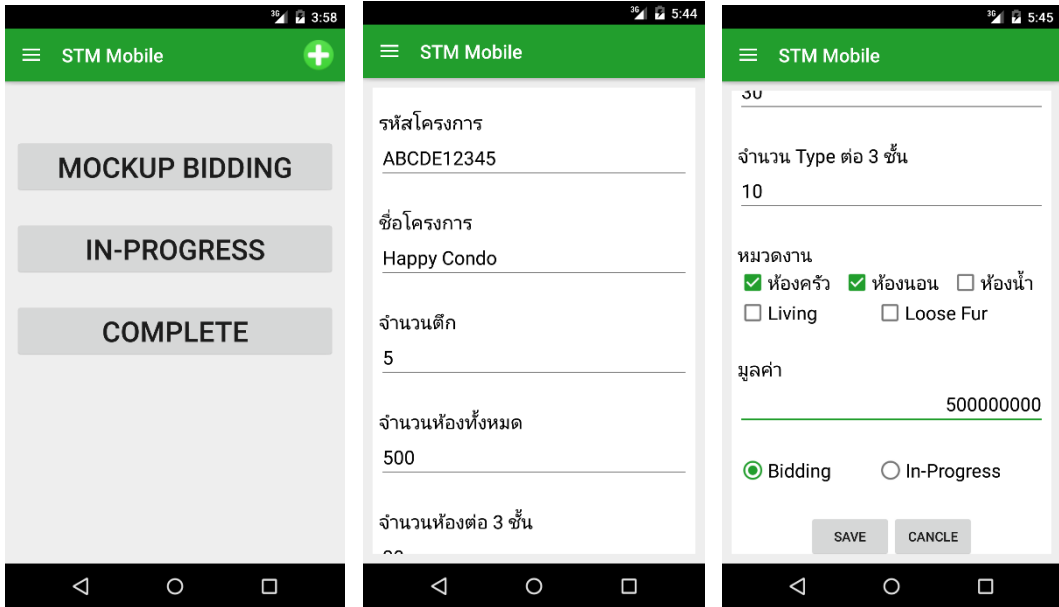 3G 3:58
STM Mobile
MOCKUP BIDDING
IN-PROGRESS
COMPLETE
3G 5:44
STM Mobile
รหัสโครงการ
ABCDE12345
ชื่อโครงการ
Happy Condo
จำนวนตึก
5
จำนวนห้องทั้งหมด
500
จำนวนห้องต่อ 3 ชั้น
3G 5:45
STM Mobile
30
จำนวน Type ต่อ 3 ชั้น
10
หมวดงาน
ห้องครัว ห้องนอน ห้องน้ำ
Living Loose Fur
มูลค่า
500000000
Bidding In-Progress
SAVE CANCLE